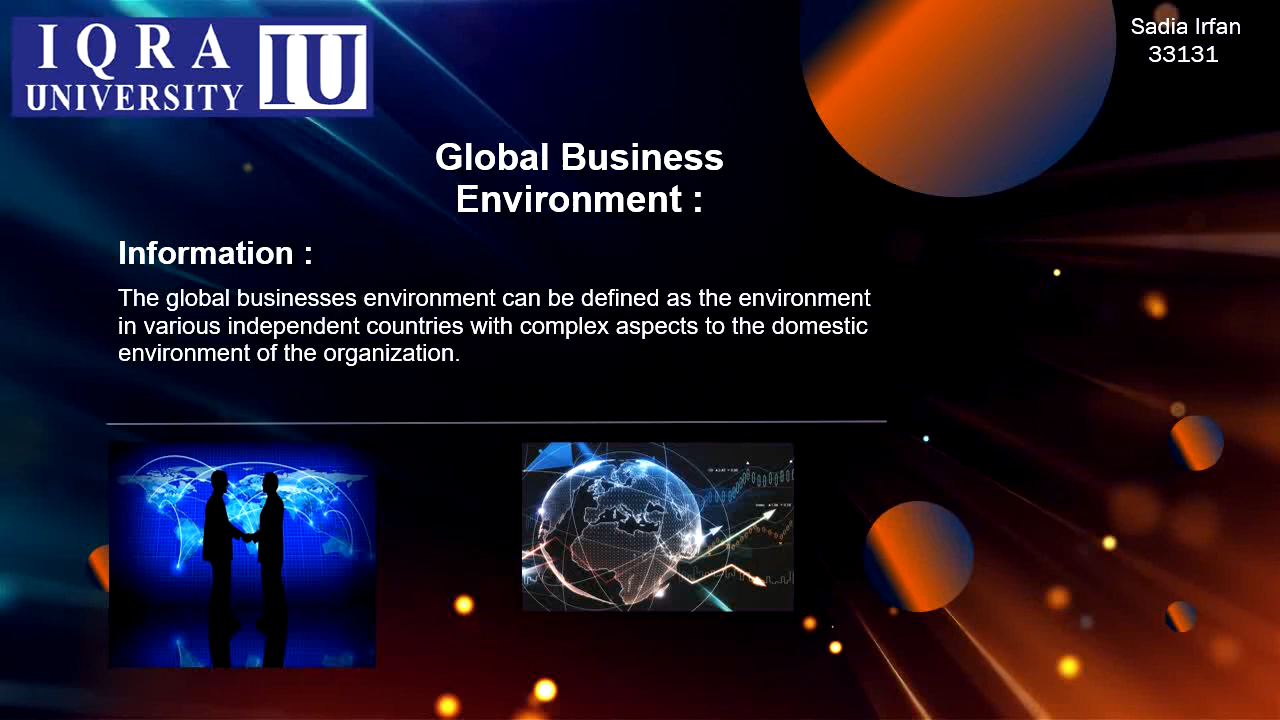 IQRA
UNIVERSITY
IU
Sadia Irfan
33131
Global Business
Environment :
Information :
The global businesses environment can be defined as the environment
in various independent countries with complex aspects to the domestic
environment of the organization.